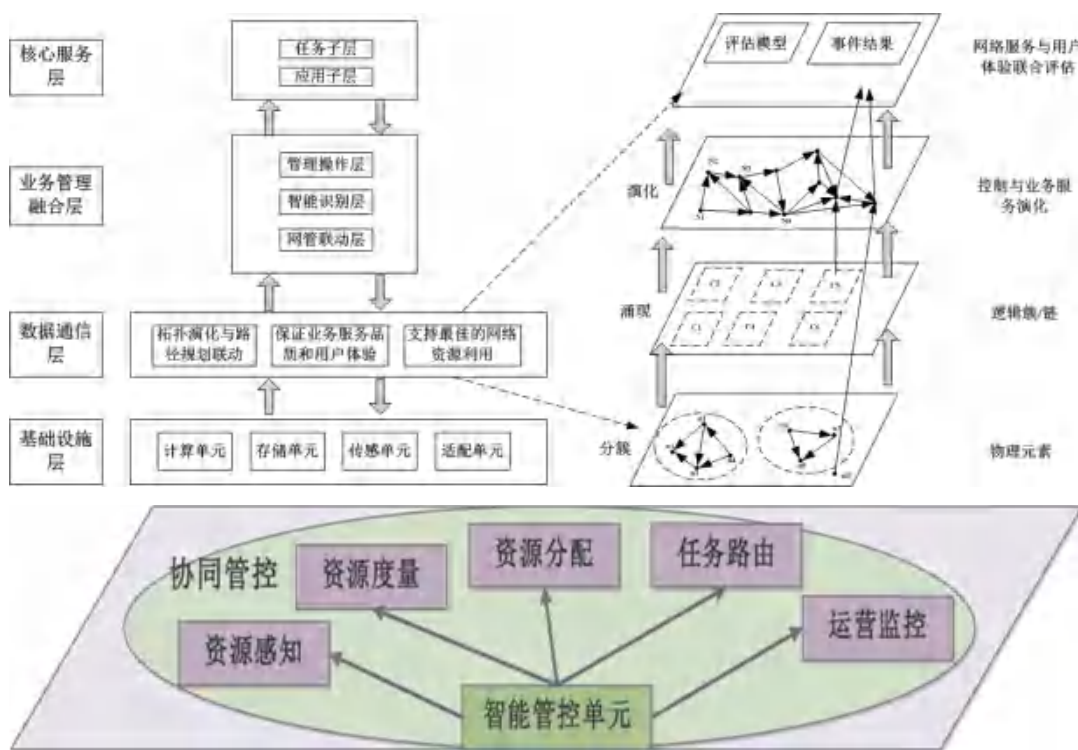 核心服务
层
任务子层
应用子层
业务管理
融合层
管理操作层
智能识别层
网管联动层
数据通信
层
拓扑演化与路
径规划联动
保证业务服务品
质和用户体验
支持最佳的网络
资源利用
基础设施
层
计算单元
存储单元
传感单元
适配单元
评估模型
事件结果
网络服务与用户
体验联合评估
演化
控制与业务服
务演化
涌现
逻辑簇/链
分簇
物理元素
协同管控
资源感知
资源度量
资源分配
任务路由
运营监控
智能管控单元